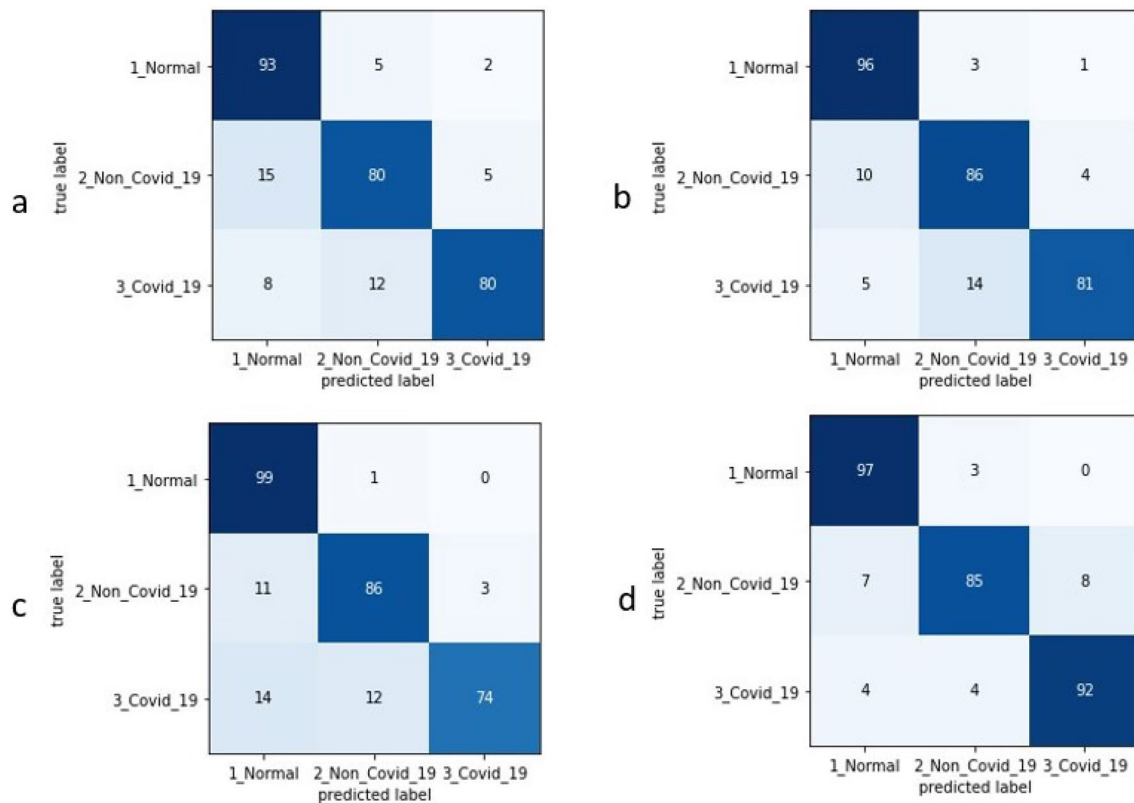 a
true label
1_Normal 93 5 2
2_Non_Covid_19 15 80 5
3_Covid_19 8 12 80
1_Normal 2_Non_Covid_19 3_Covid_19
predicted label
b
true label
1_Normal 96 3 1
2_Non_Covid_19 10 86 4
3_Covid_19 5 14 81
1_Normal 2_Non_Covid_19 3_Covid_19
predicted label
c
true label
1_Normal 99 1 0
2_Non_Covid_19 11 86 3
3_Covid_19 14 12 74
1_Normal 2_Non_Covid_19 3_Covid_19
predicted label
d
true label
1_Normal 97 3 0
2_Non_Covid_19 7 85 8
3_Covid_19 4 4 92
1_Normal 2_Non_Covid_19 3_Covid_19
predicted label